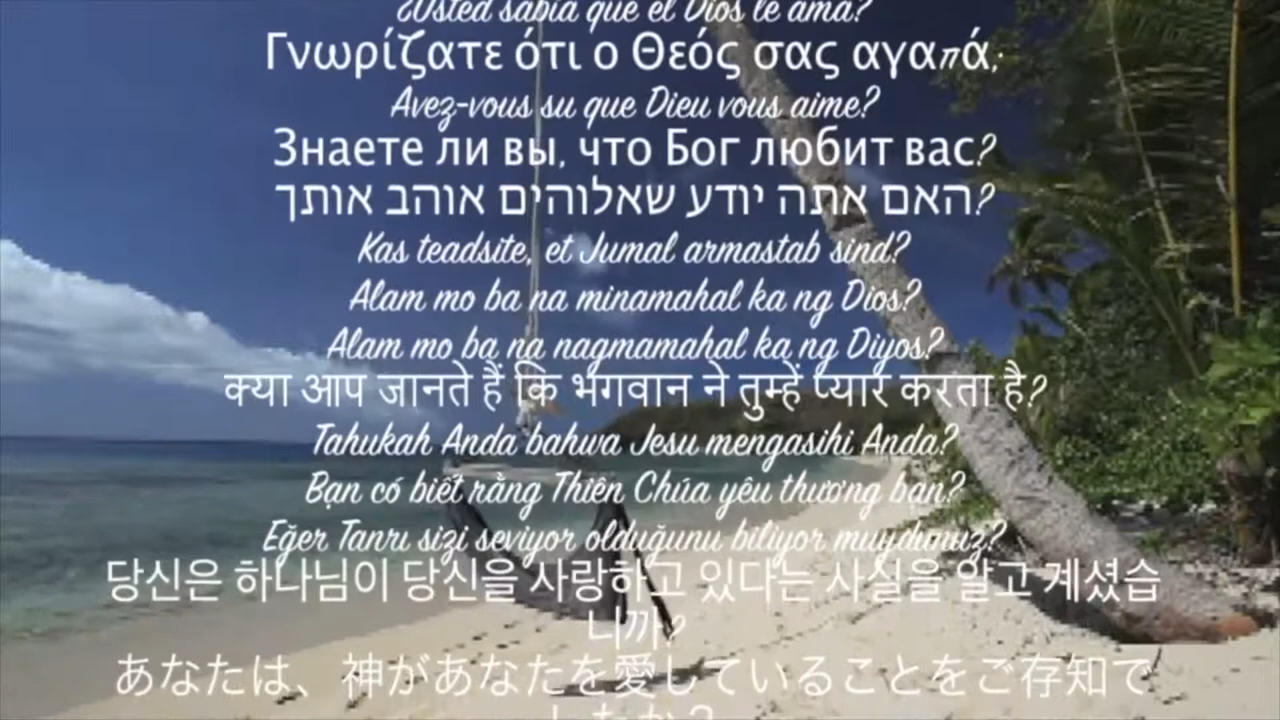 ¿Usted sabía que el Dios le ama?
Γνωρίζατε ότι ο Θεός σας αγαπά;
Avez-vous su que Dieu vous aime?
Знаете ли вы, что Бог любит вас?
האם אתה יודע שאלוהים אוהב אותך?
Kas teadsite, et Jumal armastab sind?
Alam mo ba na minamahal ka ng Dios?
Alam mo ba na nagmamahal ka ng Diyos?
क्या आप जानते हैं कि भगवान ने तुम्हें प्यार करता है?
Tahukah Anda bahwa Jesu mengasihi Anda?
Bạn có biết rằng Thiên Chúa yêu thương bạn?
Eğer Tanrı sizi seviyor olduğunu biliyor muydunuz?
당신은 하나님이 당신을 사랑하고 있다는 사실을 알고 계셨습
니까?
あなたは、神があなたを愛していることをご存知で
したか？